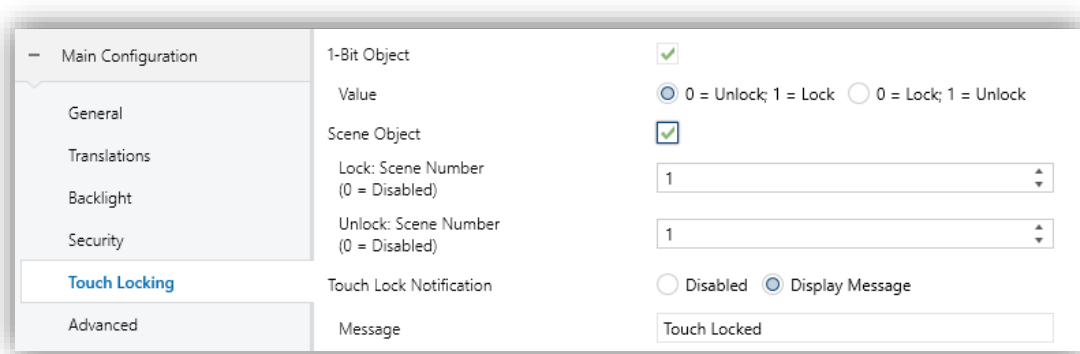 Main Configuration
General
Translations
Backlight
Security
Touch Locking
Advanced
1-Bit Object
Value 0 = Unlock; 1 = Lock 0 = Lock; 1 = Unlock
Scene Object
Lock: Scene Number
(0 = Disabled)
1
Unlock: Scene Number
(0 = Disabled)
1
Touch Lock Notification Disabled Display Message
Message Touch Locked